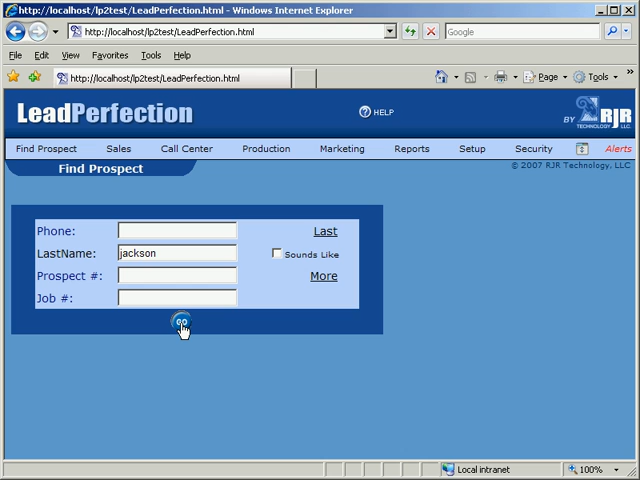 http://localhost/lp2test/LeadPerfection.html - Windows Internet Explorer
http://localhost/lp2test/LeadPerfection.html
Google
File Edit View Favorites Tools Help
http://localhost/lp2test/LeadPerfection.html
Page Tools »
LeadPerfection
HELP
BY RJR
TECHNOLOGY LLC
Find Prospect Sales Call Center Production Marketing Reports Setup Security Alerts
Find Prospect
© 2007 RJR Technology, LLC
Phone: Last
LastName: jackson Sounds Like
Prospect #: More
Job #:
GO
Local intranet 100%